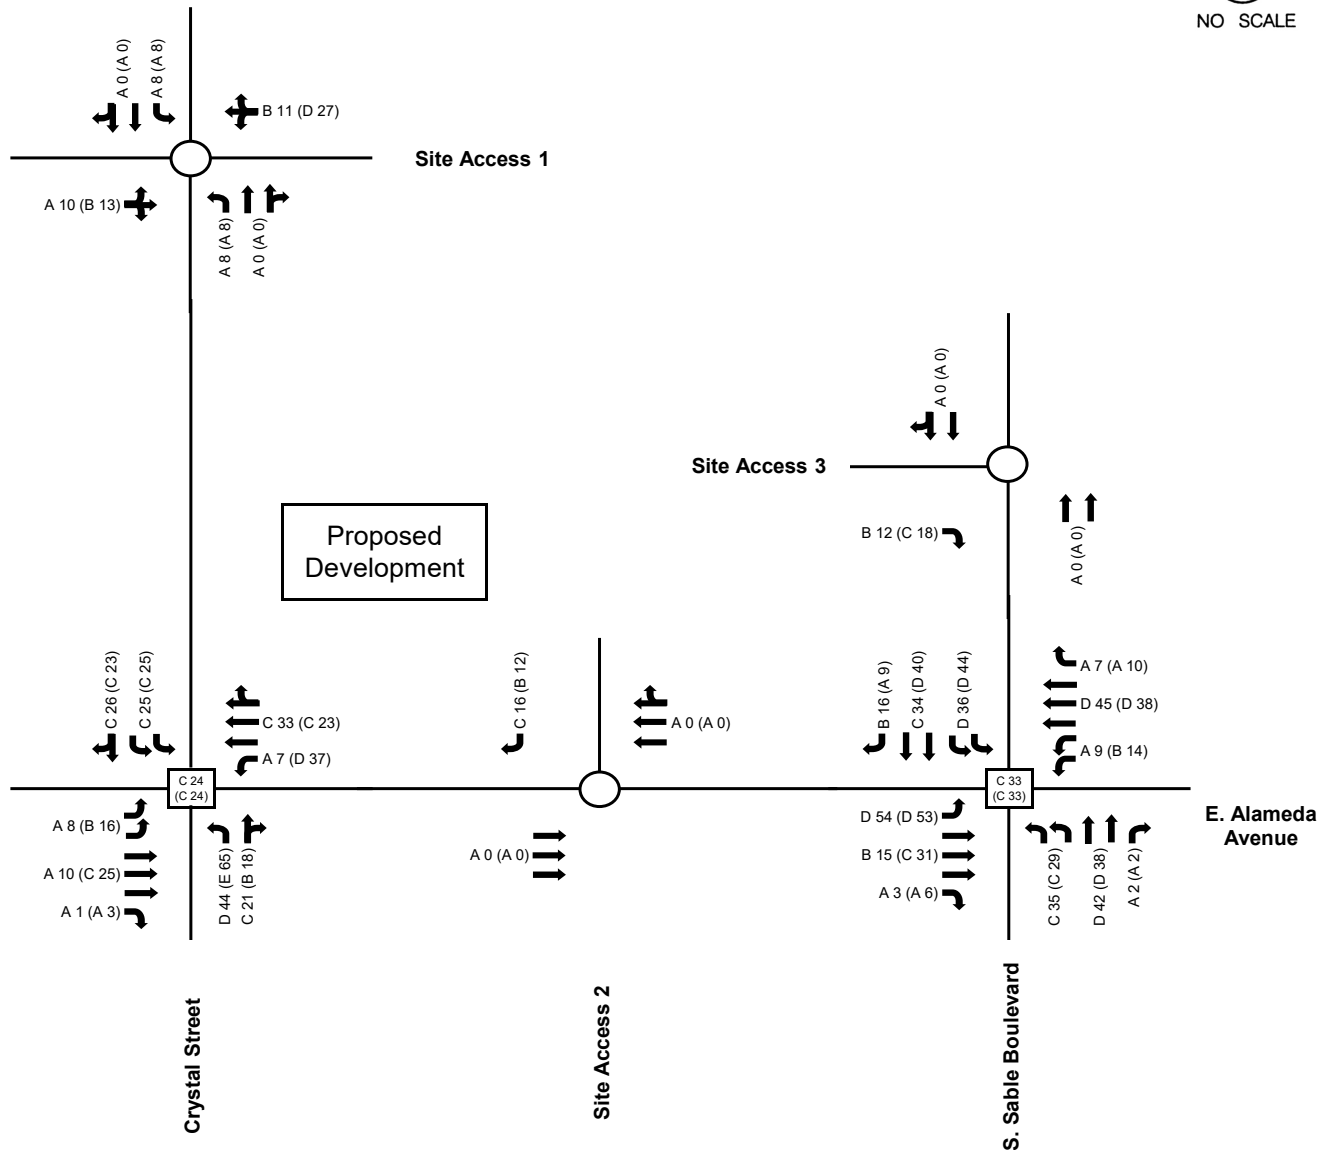 NO SCALE
A 0 (A 0)
A 8 (A 8)
B 11 (D 27)
Site Access 1
A 10 (B 13)
A 8 (A 8)
A 0 (A 0)
A 0 (A 0)
Site Access 3
B 12 (C 18)
A 0 (A 0)
Proposed
Development
C 26 (C 23)
C 25 (C 25)
C 33 (C 23)
A 7 (D 37)
C 24
(C 24)
A 8 (B 16)
A 10 (C 25)
A 1 (A 3)
D 44 (E 65)
C 21 (B 18)
C 16 (B 12)
A 0 (A 0)
A 0 (A 0)
B 16 (A 9)
C 34 (D 40)
D 36 (D 44)
A 7 (A 10)
D 45 (D 38)
A 9 (B 14)
C 33
(C 33)
D 54 (D 53)
B 15 (C 31)
A 3 (A 6)
C 35 (C 29)
D 42 (D 38)
A 2 (A 2)
E. Alameda
Avenue
Crystal Street
Site Access 2
S. Sable Boulevard